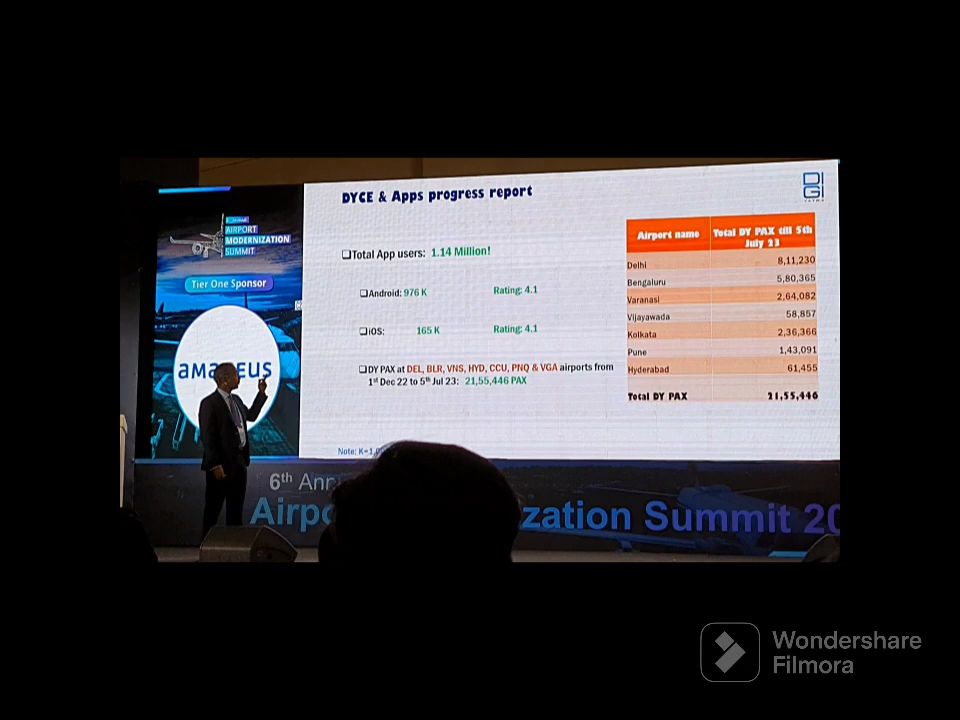 DYCE & Apps progress report
DI
GI
AIRPORT
MODERNIZATION
SUMMIT
Tier One Sponsor
❑Total App users: 1.14 Million!
❑Android: 976 K Rating: 4.1
❑iOS: 165 K Rating: 4.1
❑DY PAX at DEL, BLR, VNS, HYD, CCU, PNQ & VGA airports from
1st Dec 22 to 5th Jul 23: 21,55,446 PAX
Note: K=1,0
Airport name Total DY PAX till 5th
July 23
Delhi 8,11,230
Bengaluru 5,80,365
Varanasi 2,64,082
Vijayawada 58,857
Kolkata 2,36,366
Pune 1,43,091
Hyderabad 61,455
Total DY PAX 21,55,446
amadeus
6th Ann
Airpo ization Summit 20
Wondershare
Filmora